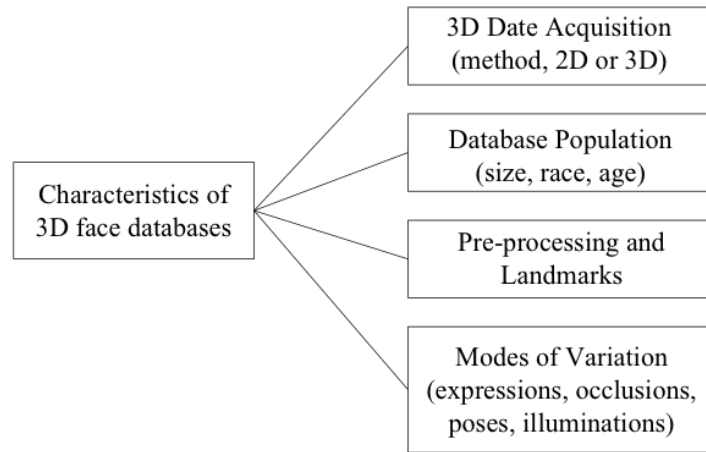 Characteristics of
3D face databases
3D Date Acquisition
(method, 2D or 3D)
Database Population
(size, race, age)
Pre-processing and
Landmarks
Modes of Variation
(expressions, occlusions,
poses, illuminations)